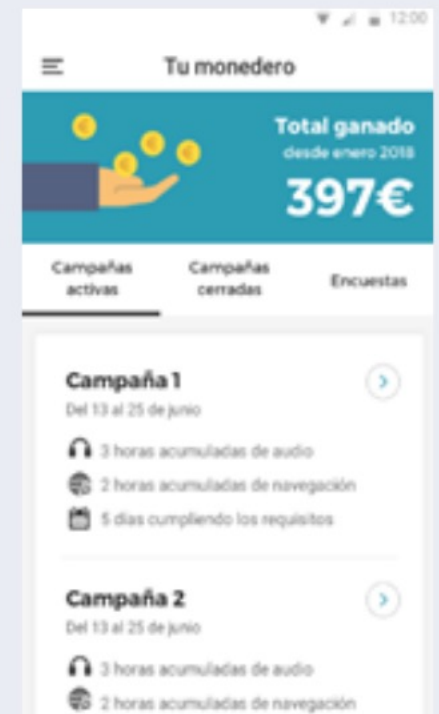 12:00
Tu monedero
Total ganado
desde enero 2018
397€
Campañas
activas
Campañas
cerradas
Encuestas
Campaña 1
Del 13 al 25 de junio
3 horas acumuladas de audio
2 horas acumuladas de navegación
5 días cumpliendo los requisitos
Campaña 2
Del 13 al 25 de junio
3 horas acumuladas de audio
2 horas acumuladas de navegación